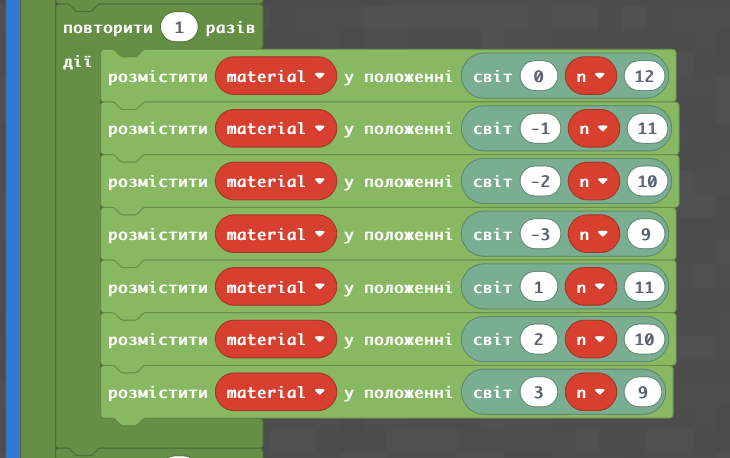 повторити 1 разів
дії
розмістити material у положенні світ 0 n 12
розмістити material у положенні світ -1 n 11
розмістити material у положенні світ -2 n 10
розмістити material у положенні світ -3 n 9
розмістити material у положенні світ 1 n 11
розмістити material у положенні світ 2 n 10
розмістити material у положенні світ 3 n 9